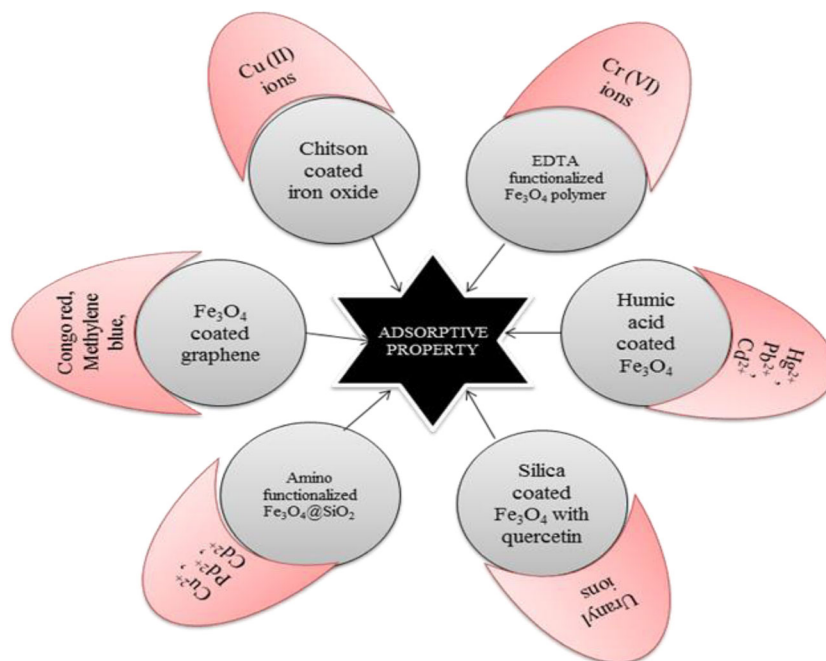 Cu (II)
ions
Chitson
coated
iron oxide
Cr (VI)
ions
EDTA
functionalized
Fe₃O₄ polymer
Congo red,
Methylene
blue,
Fe₃O₄
coated
graphene
ADSORPTIVE
PROPERTY
Humic
acid
coated
Fe₃O₄
Hg²⁺
Pb²⁺,
Cd²⁺,
Amino
functionalized
Fe₃O₄@SiO₂
Cu²⁺,
Pd²⁺,
Cd²⁺,
Silica
coated
Fe₃O₄ with
quercetin
Uranyl
ions